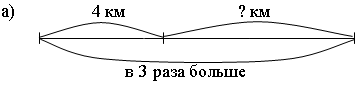 а) 4 км ? км
в 3 раза больше